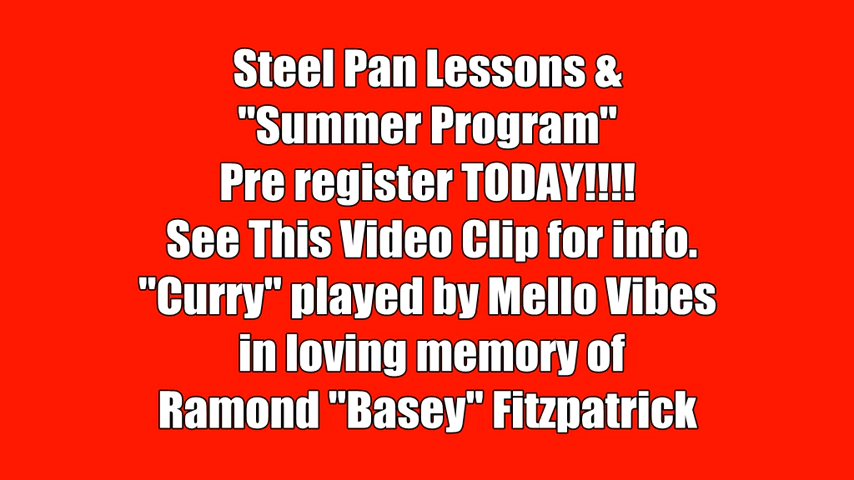 Steel Pan Lessons &
"Summer Program"
Pre register TODAY!!!!
See This Video Clip for info.
"Curry" played by Mello Vibes
in loving memory of
Ramond "Basey" Fitzpatrick